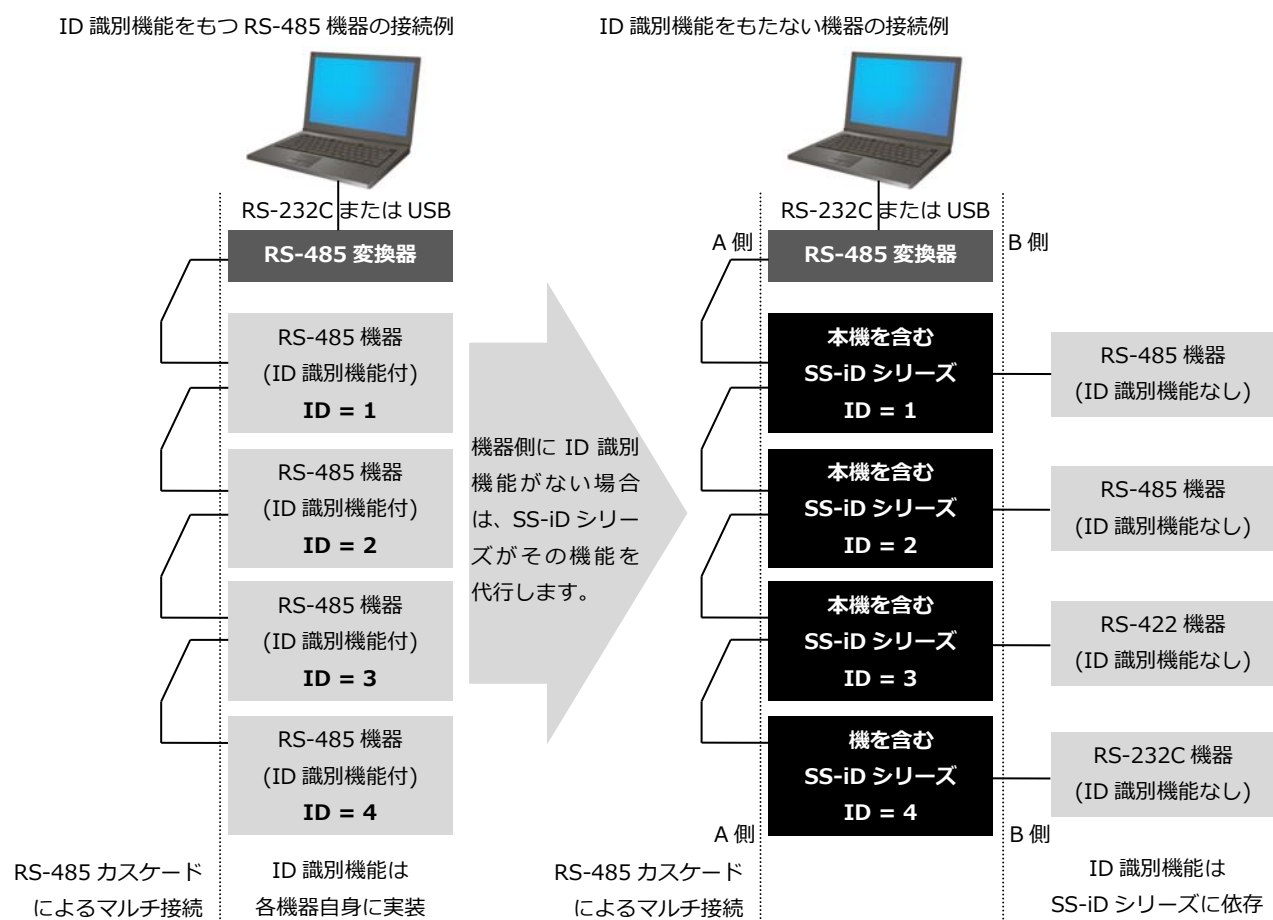 ID 識別機能をもつ RS-485 機器の接続例
RS-232C または USB
RS-485 変換器
RS-485 機器
(ID 識別機能付)
ID = 1
RS-485 機器
(ID 識別機能付)
ID = 2
RS-485 機器
(ID 識別機能付)
ID = 3
RS-485 機器
(ID 識別機能付)
ID = 4
RS-485 カスケード
によるマルチ接続
ID 識別機能は
各機器自身に実装
機器側に ID 識別
機能がない場合
は、SS-iD シリー
ズがその機能を
代行します。
ID 識別機能をもたない機器の接続例
RS-232C または USB
A 側
RS-485 変換器
B 側
本機を含む
SS-iD シリーズ
ID = 1
RS-485 機器
(ID 識別機能なし)
本機を含む
SS-iD シリーズ
ID = 2
RS-485 機器
(ID 識別機能なし)
本機を含む
SS-iD シリーズ
ID = 3
RS-422 機器
(ID 識別機能なし)
機を含む
SS-iD シリーズ
ID = 4
RS-232C 機器
(ID 識別機能なし)
A 側
B 側
RS-485 カスケード
によるマルチ接続
ID 識別機能は
SS-iD シリーズに依存